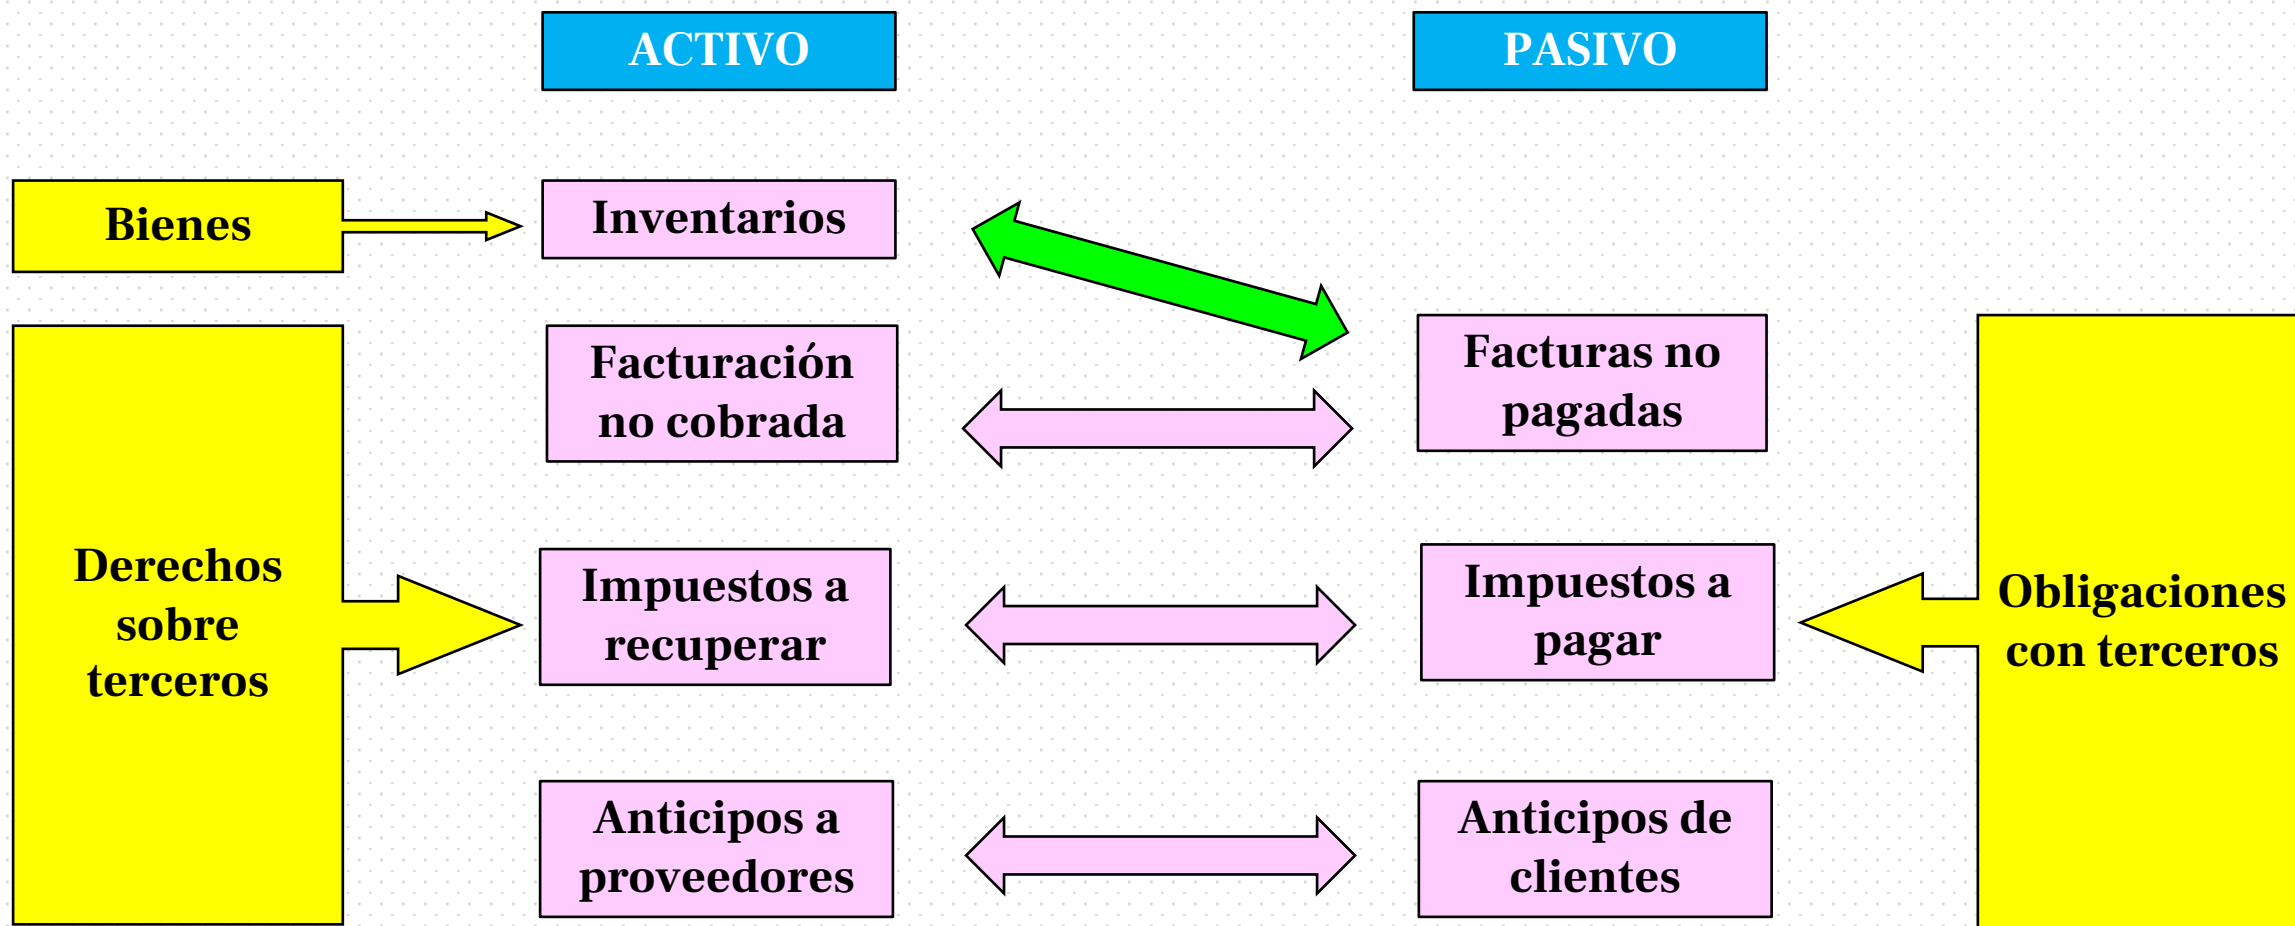 ACTIVO
PASIVO
Bienes
Inventarios
Facturación
no cobrada
Facturas no
pagadas
Derechos
sobre
terceros
Impuestos a
recuperar
Impuestos a
pagar
Obligaciones
con terceros
Anticipos a
proveedores
Anticipos de
clientes